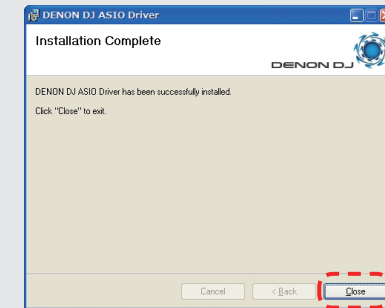 DENON DJ ASIO Driver
Installation Complete
DENON DJ
DENON DJ ASIO Driver has been successfully installed.
Click "Close" to exit.
Cancel
< Back
Close